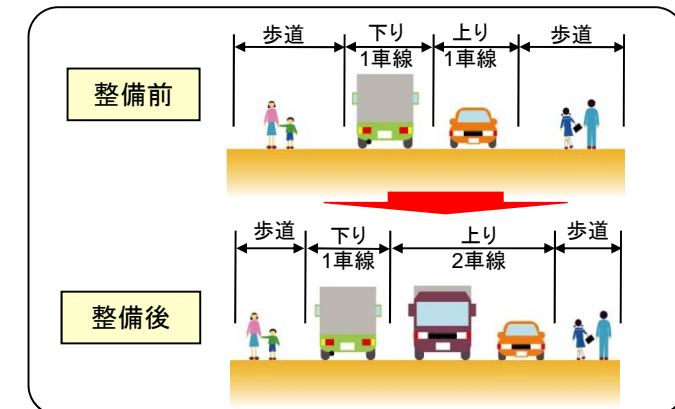 歩道 下り 上り 歩道
1車線 1車線
整備前
歩道 下り 上り 歩道
1車線 2車線
整備後